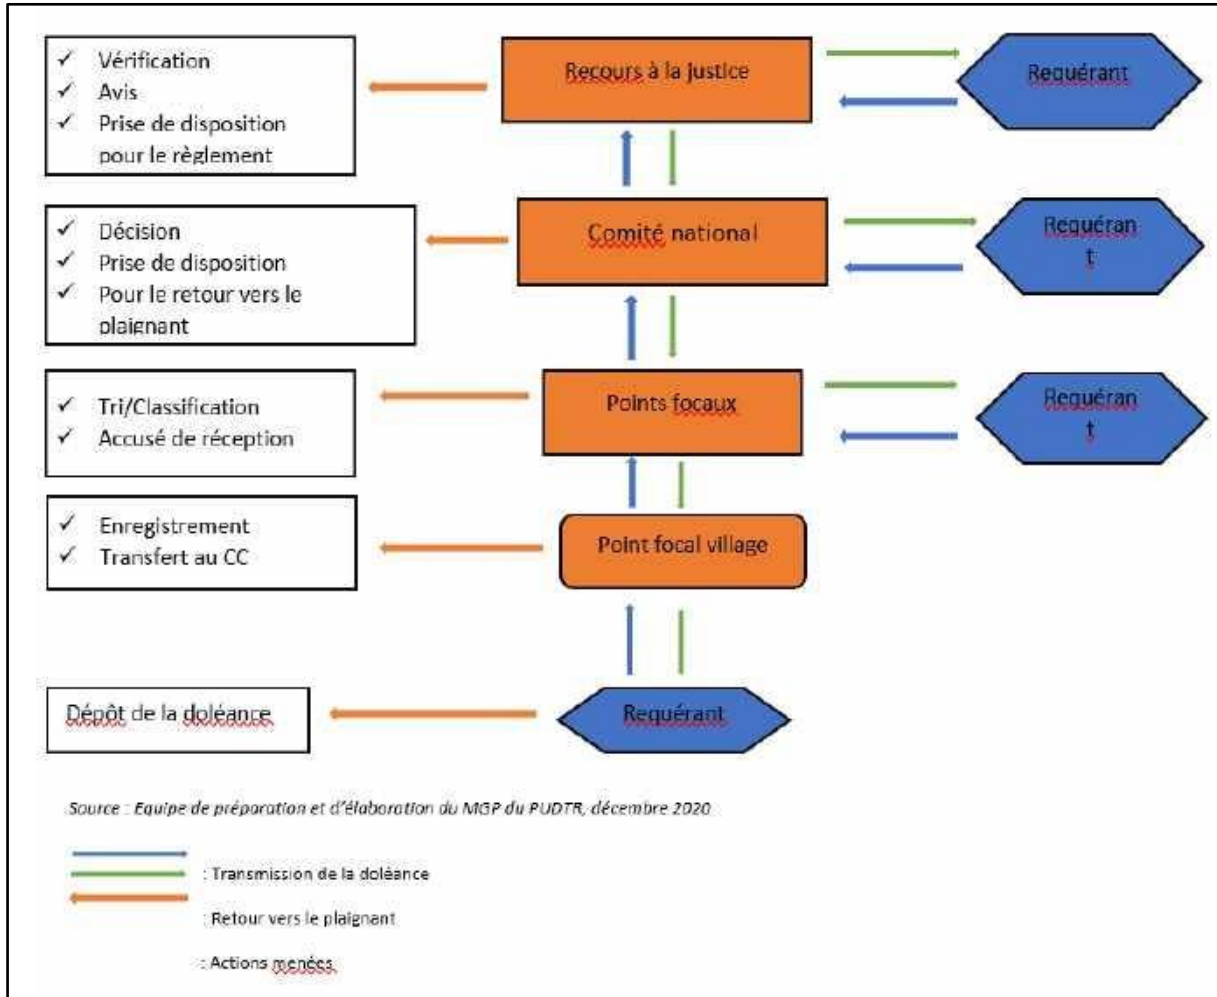 ✓ Vérification
✓ Avis
✓ Prise de disposition
pour le règlement
Recours à la justice
Requérant
✓ Décision
✓ Prise de disposition
✓ Pour le retour vers le
plaignant
Comité national
Requéran
t
✓ Tri/Classification
✓ Accusé de réception
Points focaux
Requéran
t
✓ Enregistrement
✓ Transfert au CC
Point focal village
Dépôt de la doléance
Requérant
Source : Equipe de préparation et d'élaboration du MGP du PUDTR, décembre 2020
: Transmission de la doléance
: Retour vers le plaignant
: Actions menées